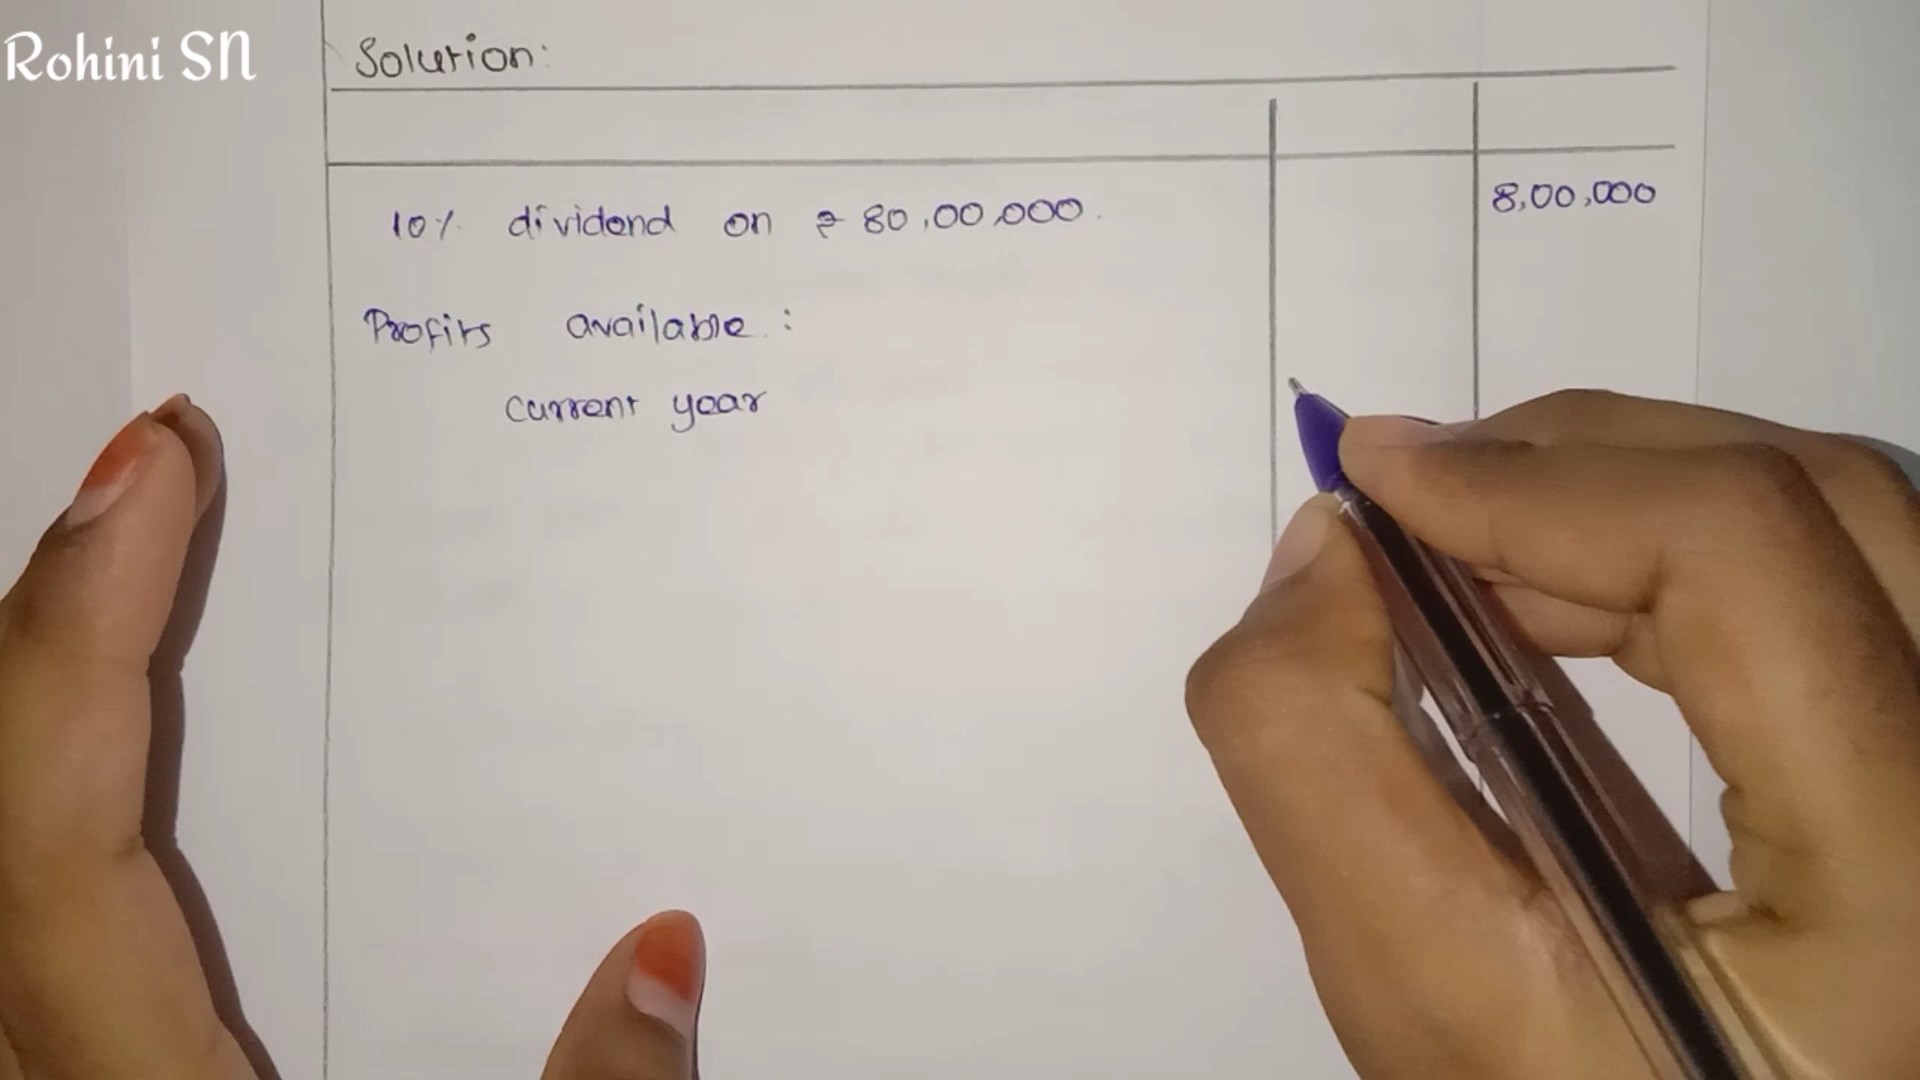 Rohini SN
Solution:
10% dividend on ₹ 80,00,000.
8,00,000
Profits available :
current year